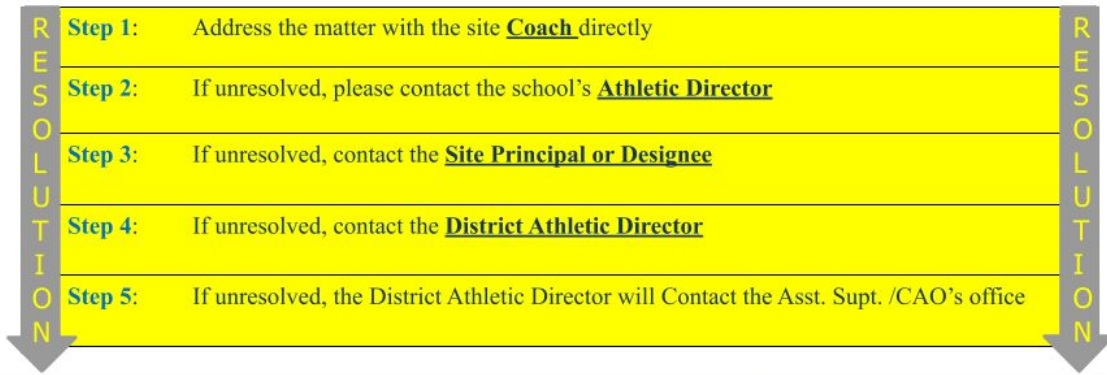 RESOLUTION
Step 1: Address the matter with the site Coach directly
Step 2: If unresolved, please contact the school’s Athletic Director
Step 3: If unresolved, contact the Site Principal or Designee
Step 4: If unresolved, contact the District Athletic Director
Step 5: If unresolved, the District Athletic Director will Contact the Asst. Supt. /CAO’s office
RESOLUTION